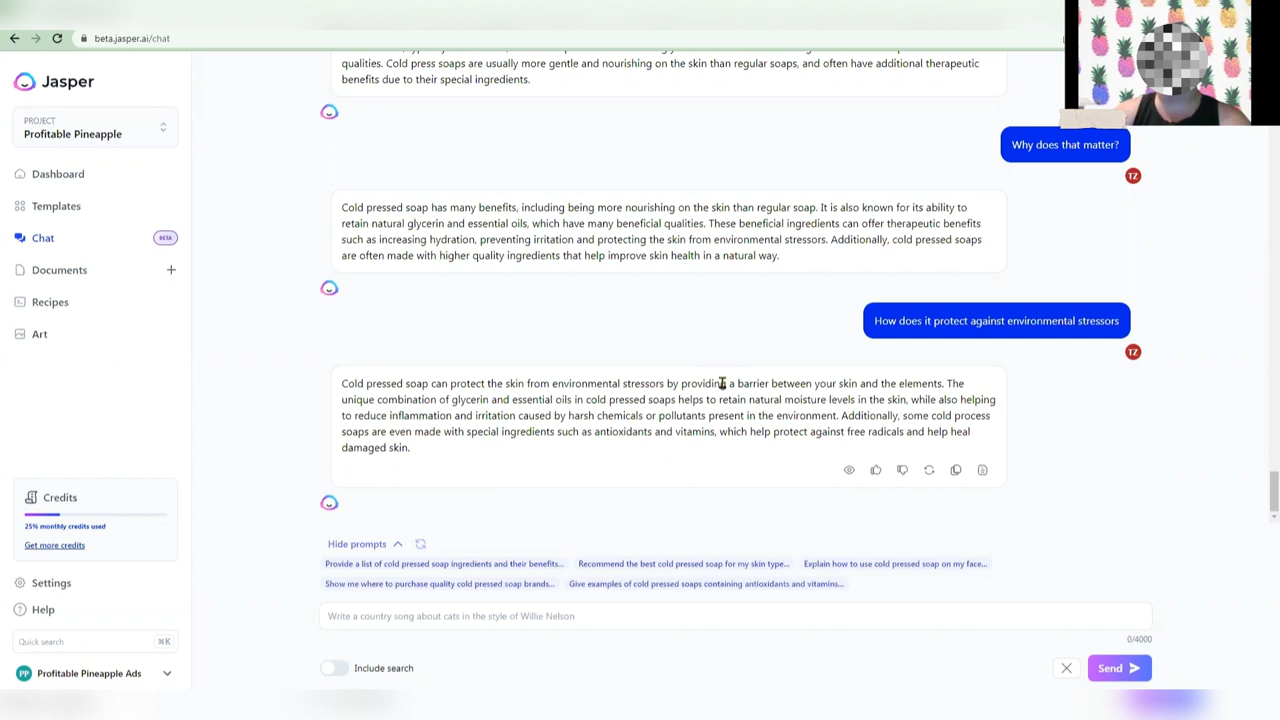 beta.jasper.ai/chat
Jasper
PROJECT
Profitable Pineapple
Dashboard
Templates
Chat
BETA
Documents
Recipes
Art
Credits
25% monthly credits used
Get more credits
Settings
Help
Quick search
⌘K
PP
Profitable Pineapple Ads
qualities. Cold press soaps are usually more gentle and nourishing on the skin than regular soaps, and often have additional therapeutic
benefits due to their special ingredients.
Why does that matter?
TZ
Cold pressed soap has many benefits, including being more nourishing on the skin than regular soap. It is also known for its ability to
retain natural glycerin and essential oils, which have many beneficial qualities. These beneficial ingredients can offer therapeutic benefits
such as increasing hydration, preventing irritation and protecting the skin from environmental stressors. Additionally, cold pressed soaps
are often made with higher quality ingredients that help improve skin health in a natural way.
How does it protect against environmental stressors
TZ
Cold pressed soap can protect the skin from environmental stressors by providing a barrier between your skin and the elements. The
unique combination of glycerin and essential oils in cold pressed soaps helps to retain natural moisture levels in the skin, while also helping
to reduce inflammation and irritation caused by harsh chemicals or pollutants present in the environment. Additionally, some cold process
soaps are even made with special ingredients such as antioxidants and vitamins, which help protect against free radicals and help heal
damaged skin.
Hide prompts
Provide a list of cold pressed soap ingredients and their benefits...
Recommend the best cold pressed soap for my skin type...
Explain how to use cold pressed soap on my face...
Show me where to purchase quality cold pressed soap brands...
Give examples of cold pressed soaps containing antioxidants and vitamins...
Write a country song about cats in the style of Willie Nelson
0/4000
Include search
Send